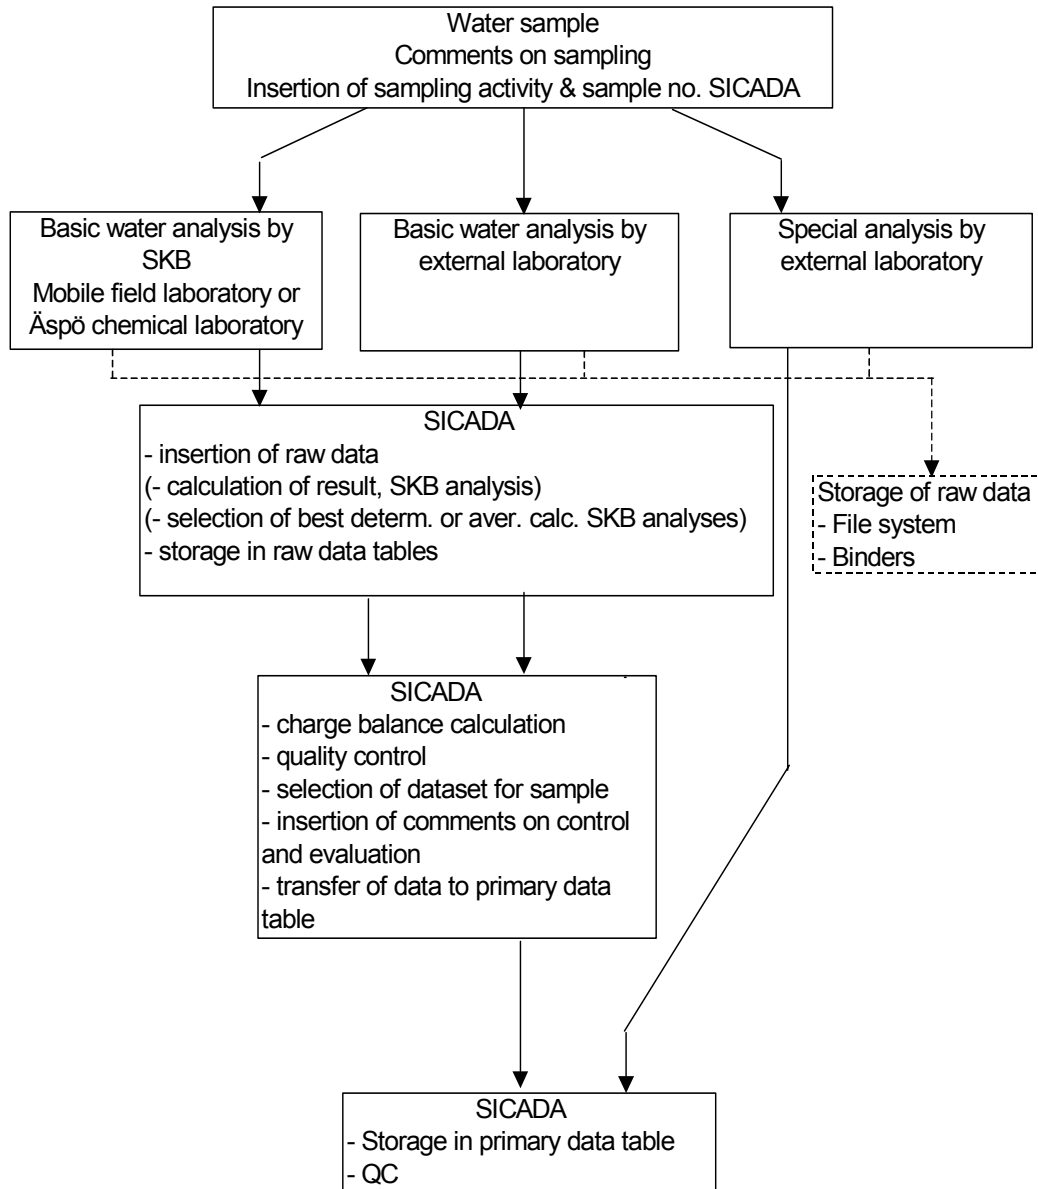 Water sample
Comments on sampling
Insertion of sampling activity & sample no. SICADA
Basic water analysis by
SKB
Mobile field laboratory or
Äspö chemical laboratory
Basic water analysis by
external laboratory
Special analysis by
external laboratory
SICADA
- insertion of raw data
(- calculation of result, SKB analysis)
(- selection of best determ. or aver. calc. SKB analyses)
- storage in raw data tables
Storage of raw data
- File system
- Binders
SICADA
- charge balance calculation
- quality control
- selection of dataset for sample
- insertion of comments on control
and evaluation
- transfer of data to primary data
table
SICADA
- Storage in primary data table
- QC